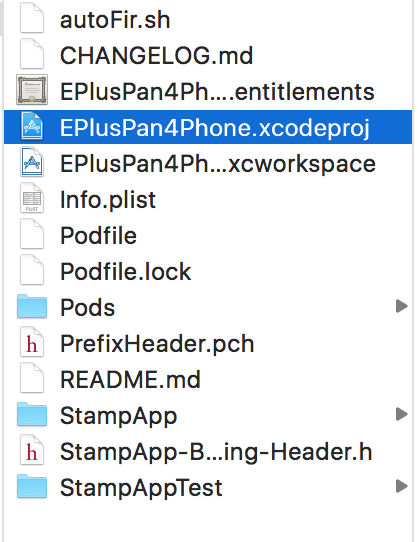 autoFir.sh
CHANGELOG.md
EPlusPan4Ph....entitlements
EPlusPan4Phone.xcodeproj
EPlusPan4Ph...xcworkspace
Info.plist
Podfile
Podfile.lock
Pods
PrefixHeader.pch
README.md
StampApp
StampApp-B...ing-Header.h
StampAppTest